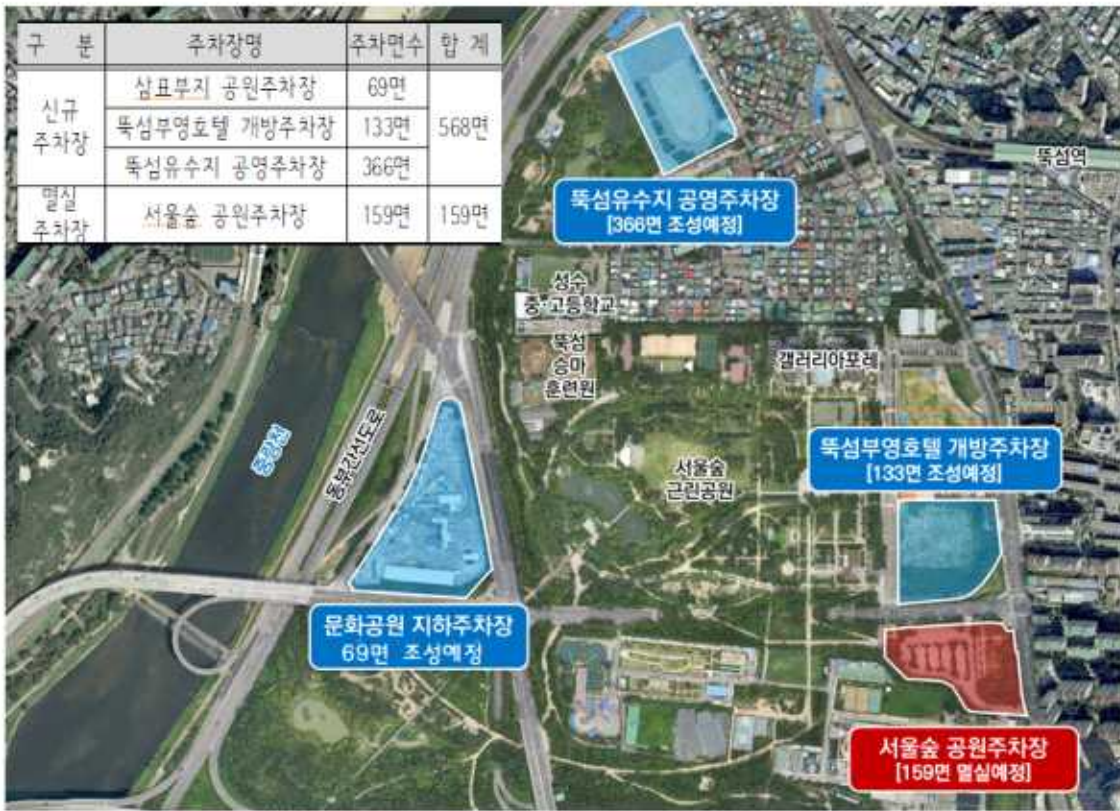 구 분 주차장명 주차면수 합 계
신규
주차장
삼표부지 공원주차장 69면
뚝섬부영호텔 개방주차장 133면 568면
뚝섬유수지 공영주차장 366면
멸실
주차장
서울숲 공원주차장 159면 159면
뚝섬역
뚝섬유수지 공영주차장
[366면 조성예정]
성수
중·고등학교
뚝섬
승마
훈련원
갤러리아포레
중랑천
동부간선도로
서울숲
근린공원
뚝섬부영호텔 개방주차장
[133면 조성예정]
문화공원 지하주차장
69면 조성예정
서울숲 공원주차장
[159면 멸실예정]